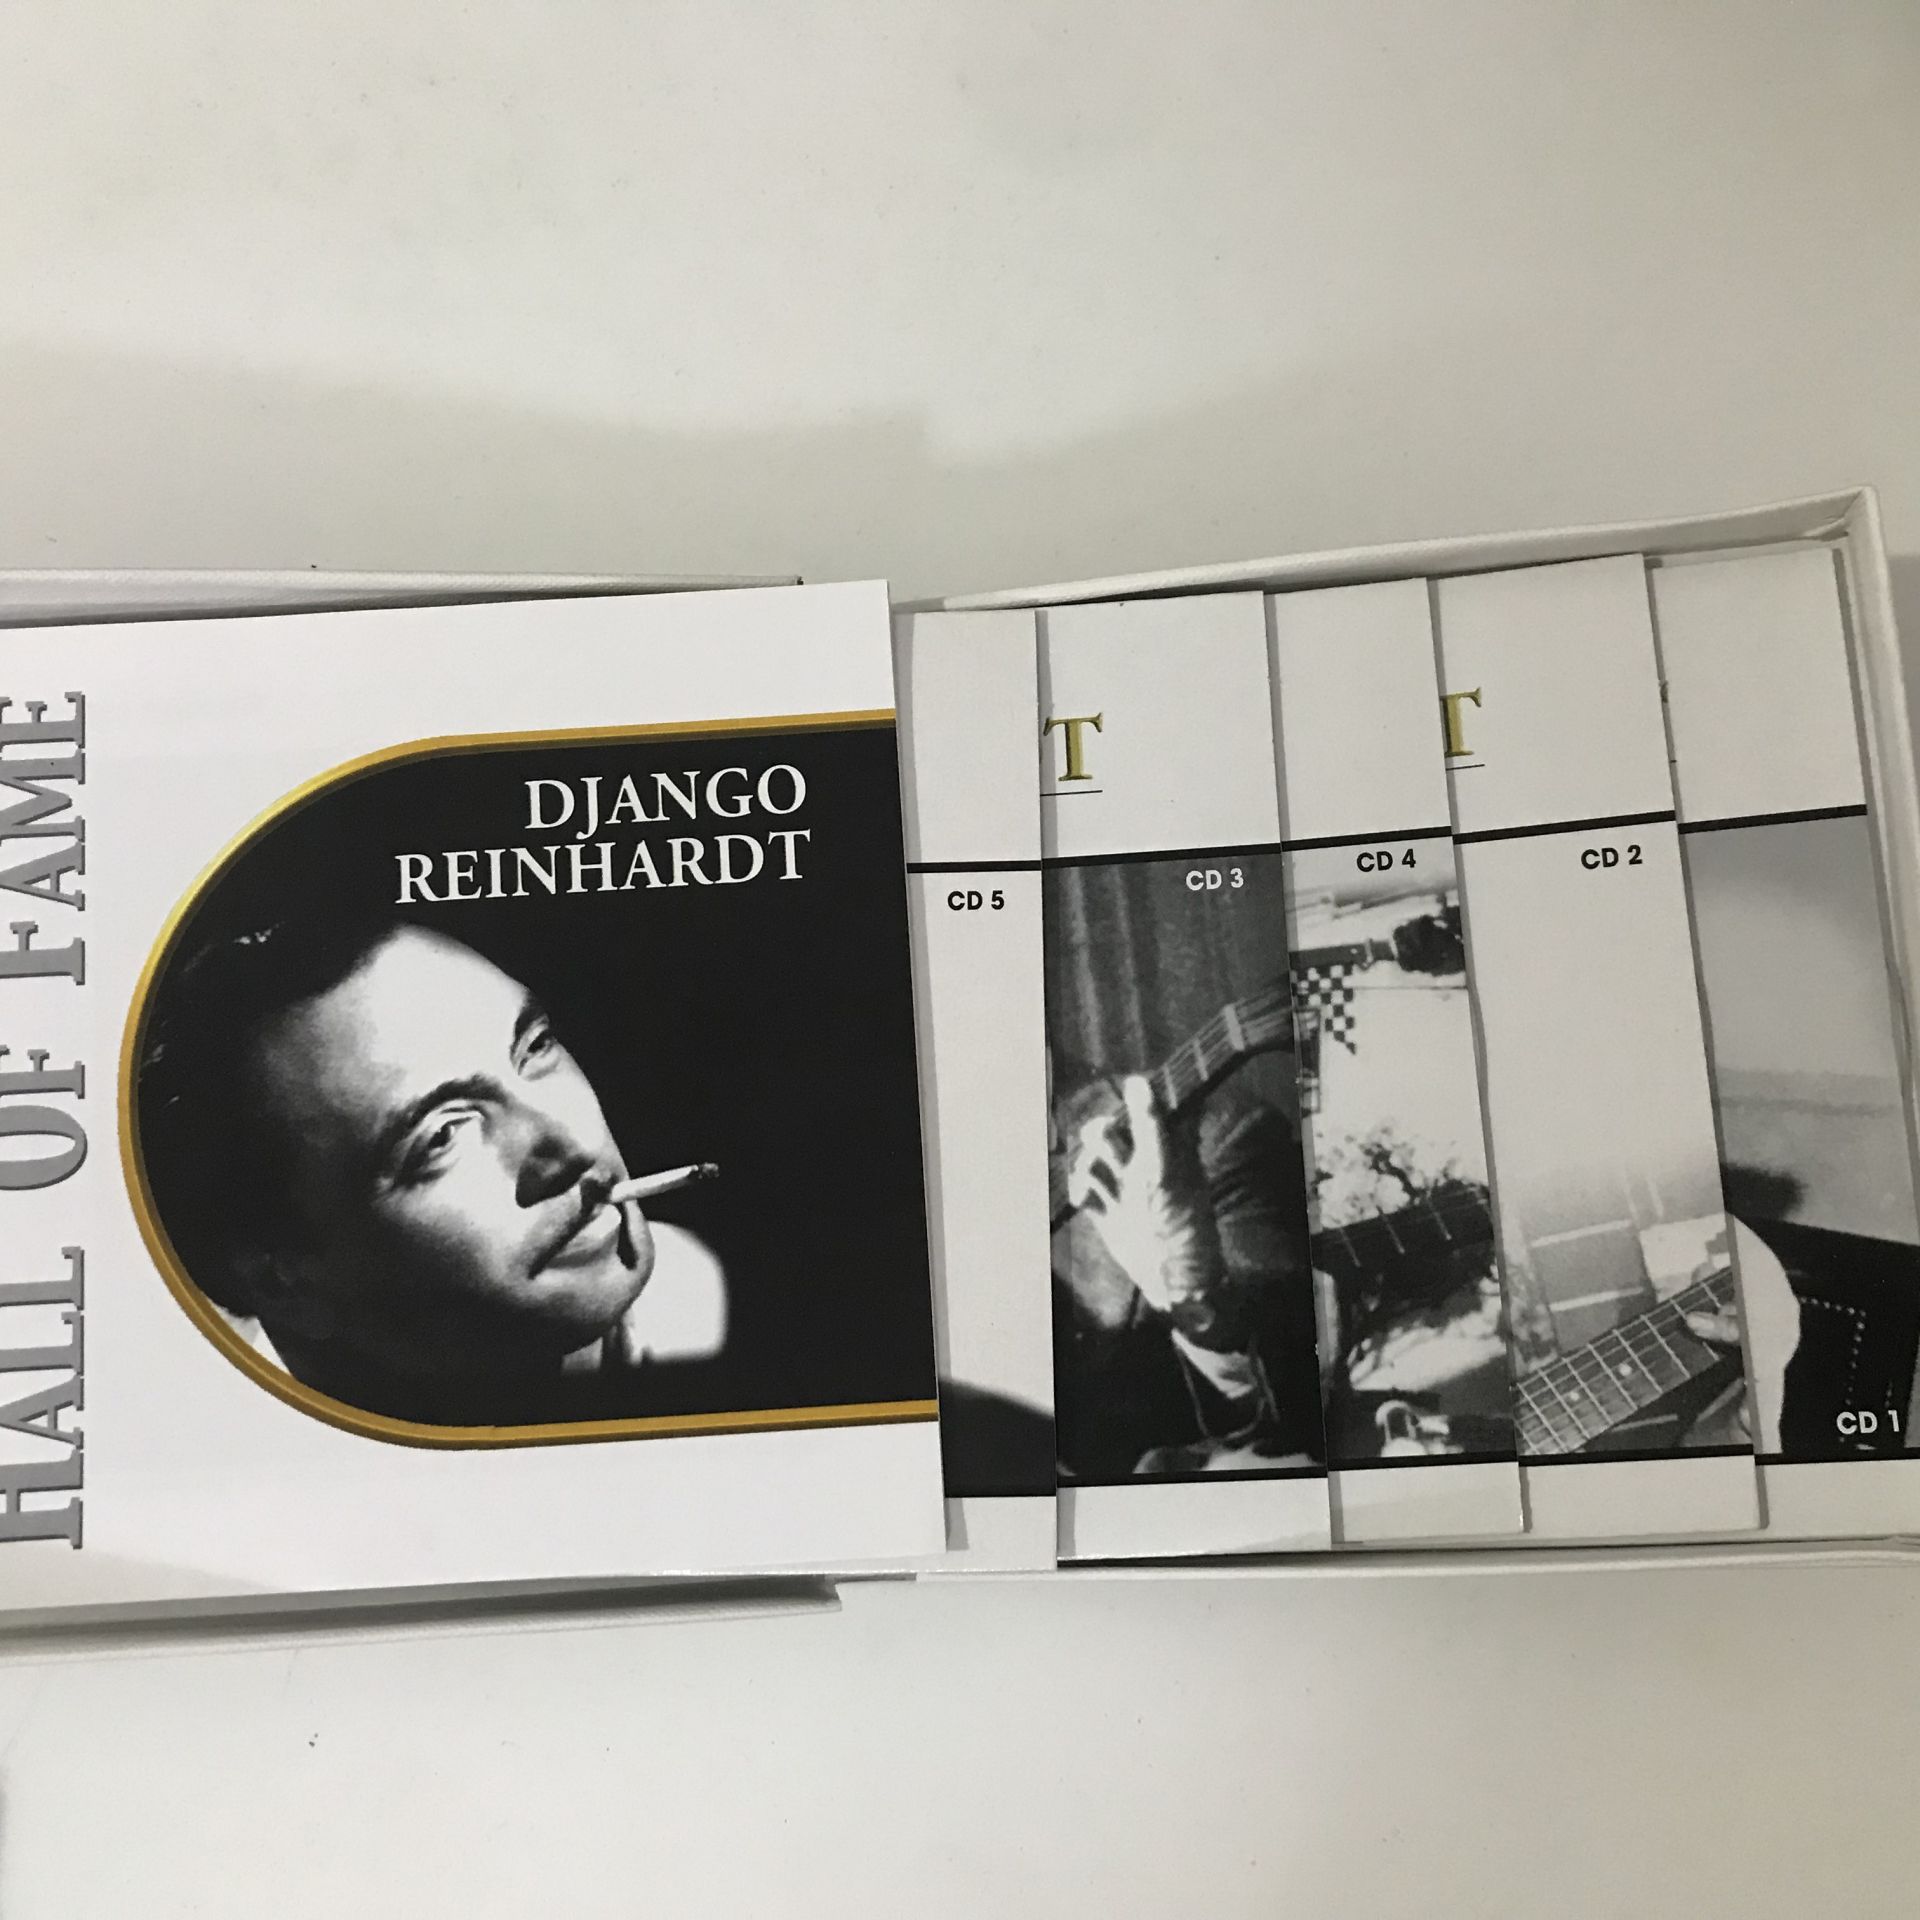 HALL OF FAME
DJANGO
REINHARDT
CD 5
T
CD 3
CD 4
T
CD 2
CD 1